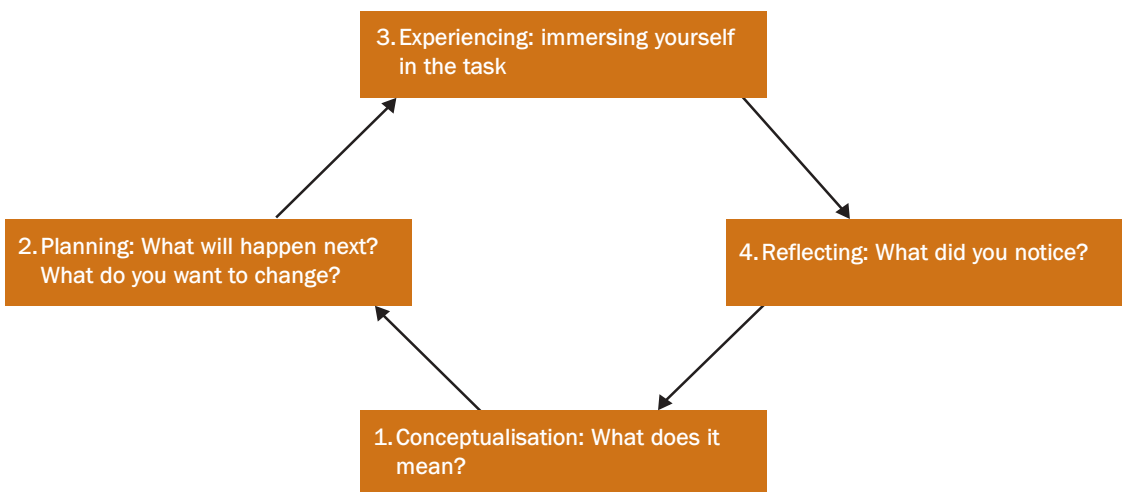 3. Experiencing: immersing yourself
in the task
2. Planning: What will happen next?
What do you want to change?
4. Reflecting: What did you notice?
1. Conceptualisation: What does it
mean?